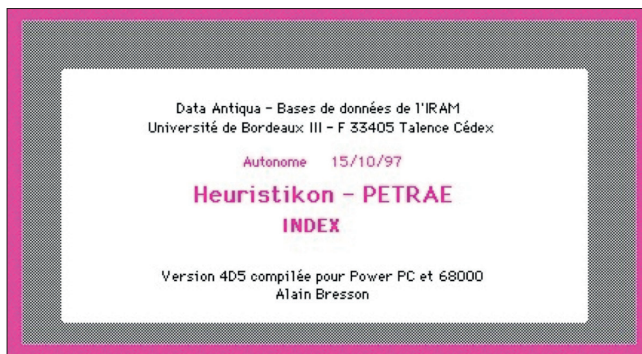 Data Antiqua - Bases de données de l'IRAM
Université de Bordeaux III - F 33405 Talence Cédex
Autonome 15/10/97
Heuristikon - PETRAE
INDEX
Version 4D5 compilée pour Power PC et 68000
Alain Bresson